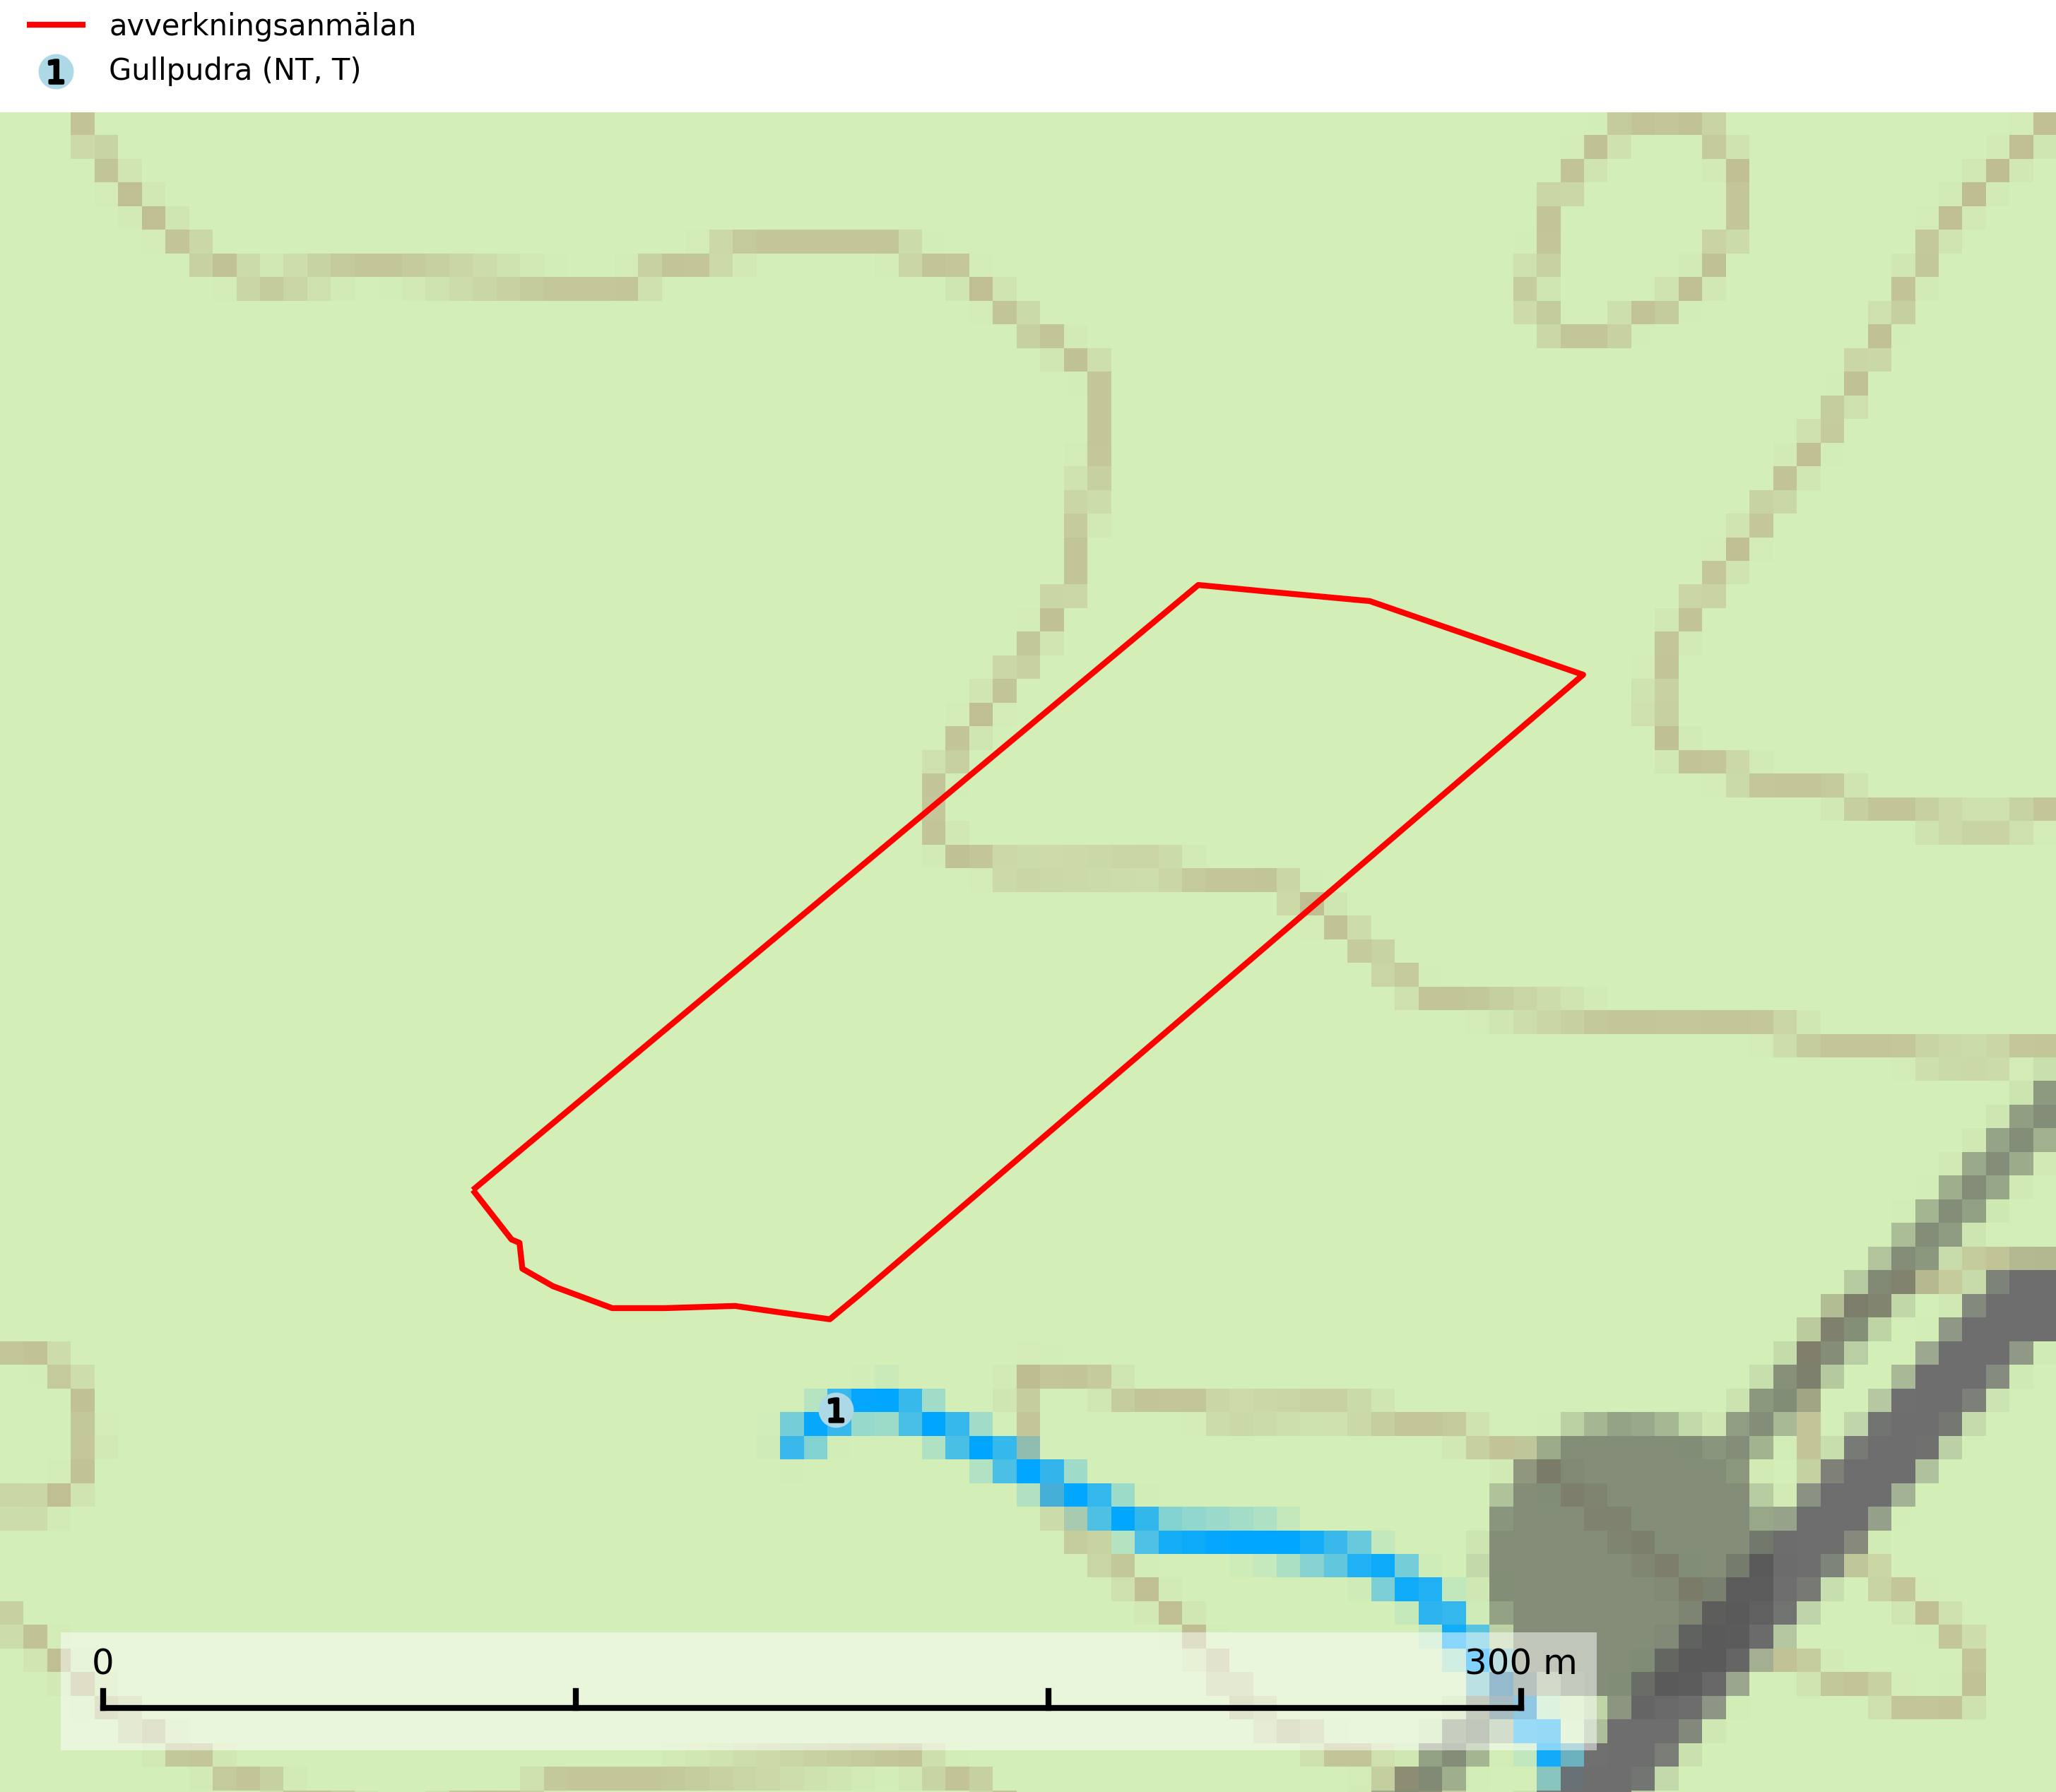 avverkningsanmälan
1 Gullpudra (NT, T)
1
0 300 m